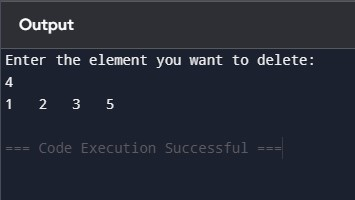 Output
Enter the element you want to delete:
4
1   2   3   5
=== Code Execution Successful ===